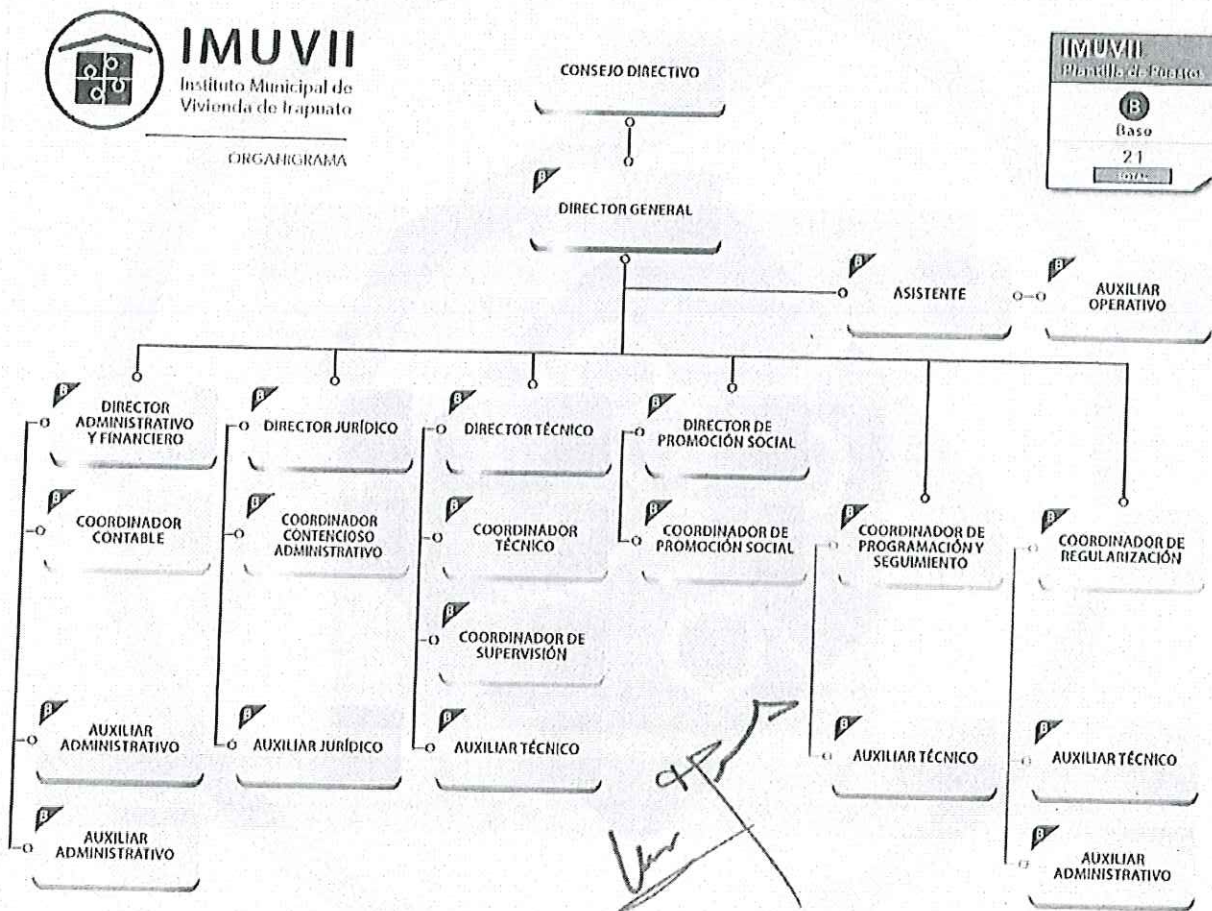 IMUVII
Instituto Municipal de
Vivienda de Irapuato
ORGANIGRAMA
CONSEJO DIRECTIVO
IMUVII
Plantilla de Puestos
B
Base
21
B
DIRECTOR GENERAL
B
ASISTENTE
B
AUXILIAR
OPERATIVO
B
DIRECTOR
ADMINISTRATIVO
Y FINANCIERO
B
DIRECTOR JURÍDICO
B
DIRECTOR TÉCNICO
B
DIRECTOR DE
PROMOCIÓN SOCIAL
B
COORDINADOR
CONTABLE
B
COORDINADOR
CONTENCIOSO
ADMINISTRATIVO
B
COORDINADOR
TÉCNICO
B
COORDINADOR DE
PROMOCIÓN SOCIAL
B
COORDINADOR DE
PROGRAMACIÓN Y
SEGUIMIENTO
B
COORDINADOR DE
REGULARIZACIÓN
B
COORDINADOR DE
SUPERVISIÓN
B
AUXILIAR
ADMINISTRATIVO
B
AUXILIAR JURÍDICO
B
AUXILIAR TÉCNICO
B
AUXILIAR TÉCNICO
B
AUXILIAR TÉCNICO
B
AUXILIAR
ADMINISTRATIVO
B
AUXILIAR
ADMINISTRATIVO